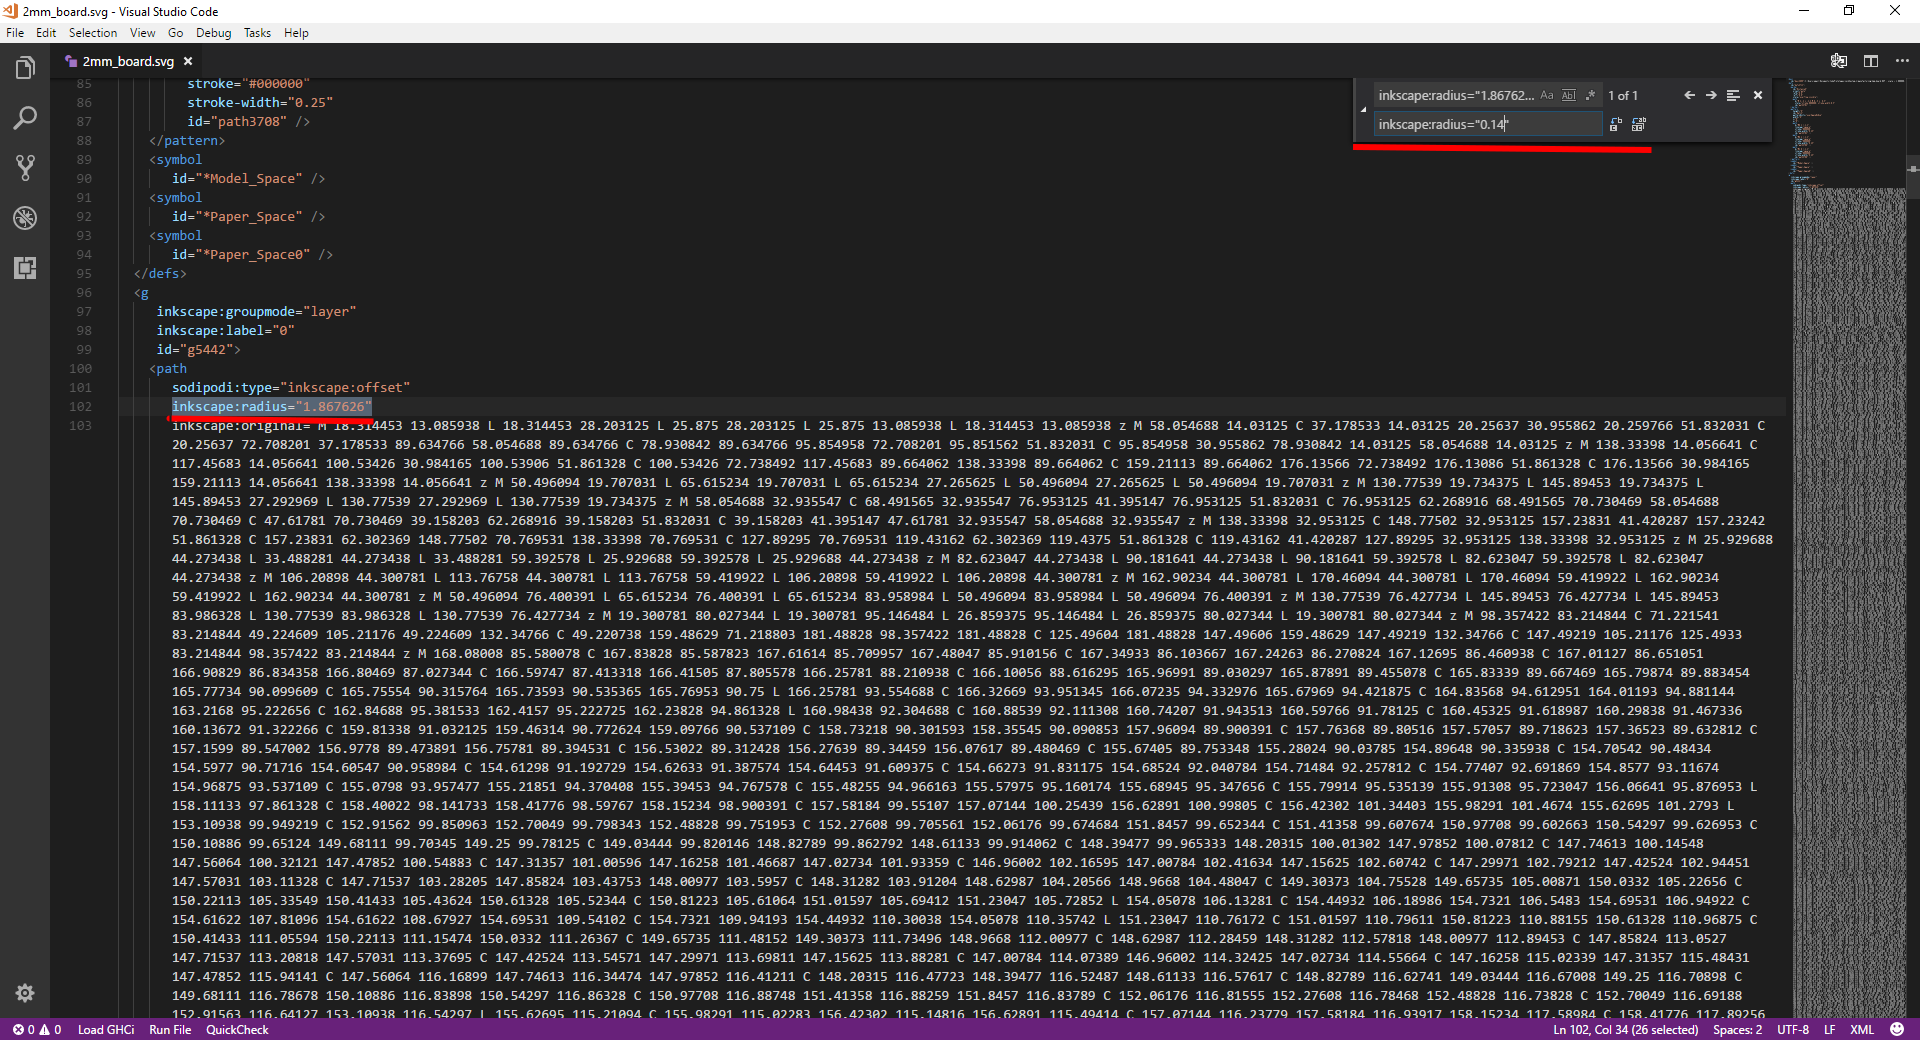 2mm_board.svg - Visual Studio Code
File Edit Selection View Go Debug Tasks Help
2mm_board.svg
inkscape:radius="1.86762... Aa Abl .* 1 of 1
inkscape:radius="0.14"
85 stroke="#000000"
86 stroke-width="0.25"
87 id="path3708" />
88 </pattern>
89 <symbol
90 id="*Model_Space" />
91 <symbol
92 id="*Paper_Space" />
93 <symbol
94 id="*Paper_Space0" />
95 </defs>
96 <g
97 inkscape:groupmode="layer"
98 inkscape:label="0"
99 id="g5442">
100 <path
101 sodipodi:type="inkscape:offset"
102 inkscape:radius="1.867626"
103 inkscape:original="M 18.314453 13.085938 L 18.314453 28.203125 L 25.875 28.203125 L 25.875 13.085938 L 18.314453 13.085938 z M 58.054688 14.03125 C 37.178533 14.03125 20.25637 30.955862 20.259766 51.832031 C
20.25637 72.708201 37.178533 89.634766 58.054688 89.634766 C 78.930842 89.634766 95.854958 72.708201 95.851562 51.832031 C 95.854958 30.955862 78.930842 14.03125 58.054688 14.03125 z M 138.33398 14.056641 C
117.45683 14.056641 100.53426 30.984165 100.53906 51.861328 C 100.53426 72.738492 117.45683 89.664062 138.33398 89.664062 C 159.21113 89.664062 176.13566 72.738492 176.13086 51.861328 C 176.13566 30.984165
159.21113 14.056641 138.33398 14.056641 z M 50.496094 19.707031 L 65.615234 19.707031 L 65.615234 27.265625 L 50.496094 27.265625 L 50.496094 19.707031 z M 130.77539 19.734375 L 145.89453 19.734375 L
145.89453 27.292969 L 130.77539 27.292969 L 130.77539 19.734375 z M 58.054688 32.935547 C 68.491565 32.935547 76.953125 41.395147 76.953125 51.832031 C 76.953125 62.268916 68.491565 70.730469 58.054688
70.730469 C 47.61781 70.730469 39.158203 62.268916 39.158203 51.832031 C 39.158203 41.395147 47.61781 32.935547 58.054688 32.935547 z M 138.33398 32.953125 C 148.77502 32.953125 157.23831 41.420287 157.23242
51.861328 C 157.23831 62.302369 148.77502 70.769531 138.33398 70.769531 C 127.89295 70.769531 119.43162 62.302369 119.4375 51.861328 C 119.43162 41.420287 127.89295 32.953125 138.33398 32.953125 z M 25.929688
44.273438 L 33.488281 44.273438 L 33.488281 59.392578 L 25.929688 59.392578 L 25.929688 44.273438 z M 82.623047 44.273438 L 90.181641 44.273438 L 90.181641 59.392578 L 82.623047 59.392578 L 82.623047
44.273438 z M 106.20898 44.300781 L 113.76758 44.300781 L 113.76758 59.419922 L 106.20898 59.419922 L 106.20898 44.300781 z M 162.90234 44.300781 L 170.46094 44.300781 L 170.46094 59.419922 L 162.90234
59.419922 L 162.90234 44.300781 z M 50.496094 76.400391 L 65.615234 76.400391 L 65.615234 83.958984 L 50.496094 83.958984 L 50.496094 76.400391 z M 130.77539 76.427734 L 145.89453 76.427734 L 145.89453
83.986328 L 130.77539 83.986328 L 130.77539 76.427734 z M 19.300781 80.027344 L 19.300781 95.146484 L 26.859375 95.146484 L 26.859375 80.027344 L 19.300781 80.027344 z M 98.357422 83.214844 C 71.221541
83.214844 49.224609 105.21176 49.224609 132.34766 C 49.220738 159.48629 71.218803 181.48828 98.357422 181.48828 C 125.49604 181.48828 147.49606 159.48629 147.49219 132.34766 C 147.49219 105.21176 125.4933
83.214844 98.357422 83.214844 z M 168.08008 85.580078 C 167.83828 85.587823 167.61614 85.709957 167.48047 85.910156 C 167.34933 86.103667 167.24263 86.270824 167.12695 86.460938 C 167.01127 86.651051
166.90829 86.834358 166.80469 87.027344 C 166.59747 87.413318 166.41505 87.805578 166.25781 88.210938 C 166.10056 88.616295 165.96991 89.030297 165.87891 89.455078 C 165.83339 89.667469 165.79874 89.883454
165.77734 90.099609 C 165.75554 90.315764 165.73593 90.535365 165.76953 90.75 L 166.25781 93.554688 C 166.32669 93.951345 166.07235 94.332976 165.67969 94.421875 C 164.83568 94.612951 164.01193 94.881144
163.2168 95.222656 C 162.84688 95.381533 162.4157 95.222725 162.23828 94.861328 L 160.98438 92.304688 C 160.88539 92.111308 160.74207 91.943513 160.59766 91.78125 C 160.45325 91.618987 160.29838 91.467336
160.13672 91.322266 C 159.81338 91.032125 159.46314 90.772624 159.09766 90.537109 C 158.73218 90.301593 158.35545 90.090853 157.96094 89.900391 C 157.76368 89.80516 157.57057 89.718623 157.36523 89.632812 C
157.1599 89.547002 156.9778 89.473891 156.75781 89.394531 C 156.53022 89.312428 156.27639 89.34459 156.07617 89.480469 C 155.67405 89.753348 155.28024 90.03785 154.89648 90.335938 C 154.70542 90.48434
154.5977 90.71716 154.60547 90.958984 C 154.61298 91.192729 154.62633 91.387574 154.64453 91.609375 C 154.66273 91.831175 154.68524 92.040784 154.71484 92.257812 C 154.77407 92.691869 154.8577 93.11674
154.96875 93.537109 C 155.0798 93.957477 155.21851 94.370408 155.39453 94.767578 C 155.48255 94.966163 155.57975 95.160174 155.68945 95.347656 C 155.79914 95.535139 155.91308 95.723047 156.06641 95.876953 L
158.11133 97.861328 C 158.40022 98.141733 158.41776 98.59767 158.15234 98.900391 C 157.58184 99.55107 157.07144 100.25439 156.62891 100.99805 C 156.42302 101.34403 155.98291 101.4674 155.62695 101.2793 L
153.10938 99.949219 C 152.91562 99.850963 152.70049 99.798343 152.48828 99.751953 C 152.27608 99.705561 152.06176 99.674684 151.8457 99.652344 C 151.41358 99.607674 150.97708 99.602663 150.54297 99.626953 C
150.10886 99.65124 149.68111 99.70345 149.25 99.78125 C 149.03444 99.820146 148.82789 99.862792 148.61133 99.914062 C 148.39477 99.965333 148.20315 100.01302 147.97852 100.07812 C 147.74613 100.14548
147.56064 100.32121 147.47852 100.54883 C 147.31357 101.00596 147.16258 101.46687 147.02734 101.93359 C 146.96002 102.16595 147.00784 102.41634 147.15625 102.60742 C 147.29971 102.79212 147.42524 102.94451
147.57031 103.11328 C 147.71537 103.28205 147.85824 103.43753 148.00977 103.5957 C 148.31282 103.91204 148.62987 104.20566 148.9668 104.48047 C 149.30373 104.75528 149.65735 105.00871 150.0332 105.22656 C
150.22113 105.33549 150.41433 105.43624 150.61328 105.52344 C 150.81223 105.61064 151.01597 105.69412 151.23047 105.72852 L 154.05078 106.13281 C 154.44932 106.18986 154.7321 106.5483 154.69531 106.94922 C
154.61622 107.81096 154.61622 108.67927 154.69531 109.54102 C 154.7321 109.94193 154.44932 110.30038 154.05078 110.35742 L 151.23047 110.76172 C 151.01597 110.79611 150.81223 110.88155 150.61328 110.96875 C
150.41433 111.05594 150.22113 111.15474 150.0332 111.26367 C 149.65735 111.48152 149.30373 111.73496 148.9668 112.00977 C 148.62987 112.28459 148.31282 112.57818 148.00977 112.89453 C 147.85824 113.0527
147.71537 113.20818 147.57031 113.37695 C 147.42524 113.54571 147.29971 113.69811 147.15625 113.88281 C 147.00784 114.07389 146.96002 114.32425 147.02734 114.55664 C 147.16258 115.02339 147.31357 115.48431
147.47852 115.94141 C 147.56064 116.16899 147.74613 116.34474 147.97852 116.41211 C 148.20315 116.47723 148.39477 116.52487 148.61133 116.57617 C 148.82789 116.62741 149.03444 116.67008 149.25 116.70898 C
149.68111 116.78678 150.10886 116.83898 150.54297 116.86328 C 150.97708 116.88748 151.41358 116.88259 151.8457 116.83789 C 152.06176 116.81555 152.27608 116.78468 152.48828 116.73828 C 152.70049 116.69188
152.91563 116.64127 153.10938 116.54297 L 155.62695 115.21094 C 155.98291 115.02283 156.42302 115.14816 156.62891 115.49414 C 157.07144 116.23779 157.58184 116.93917 158.15234 117.58984 C 158.41776 117.89256
0 0 Load GHCi Run File QuickCheck Ln 102, Col 34 (26 selected) Spaces: 2 UTF-8 LF XML